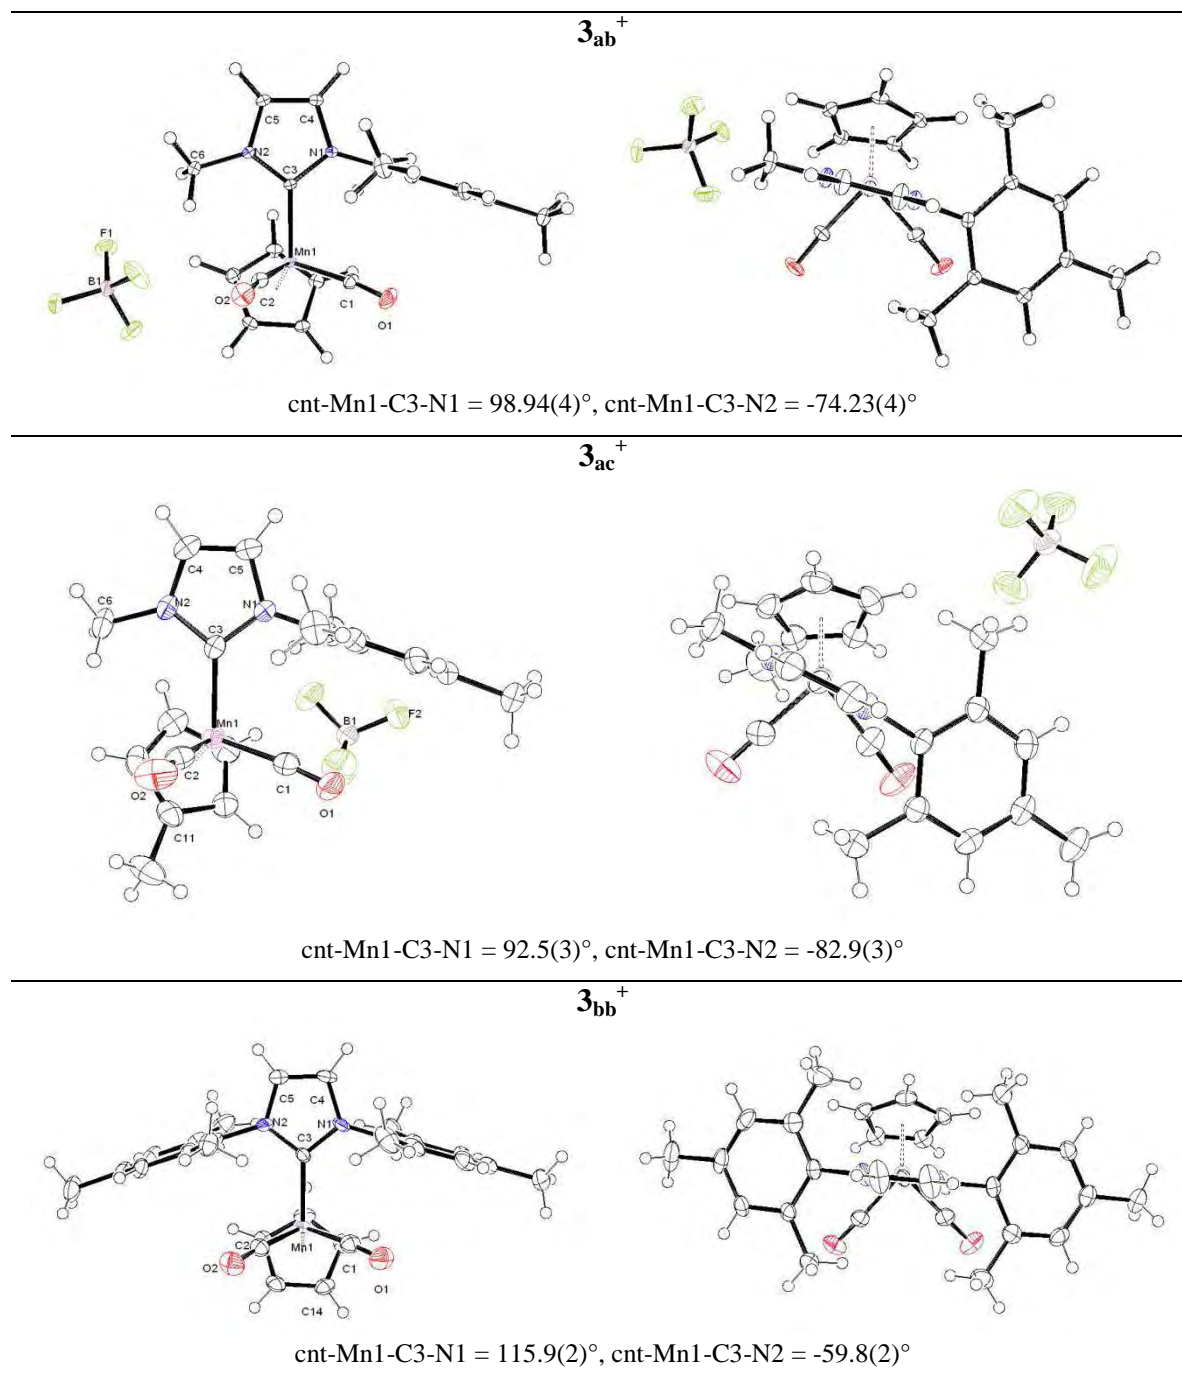 3ab+
C5 C4
C6 N2 N1
C3
F1
Mn1
B1
O2 C2 C1
O1
cnt-Mn1-C3-N1 = 98.94(4)°, cnt-Mn1-C3-N2 = -74.23(4)°
3ac+
C4 C5
C6 N2 N1
C3
Mn1 B1 F2
C2 C1
O2 O1
C11
cnt-Mn1-C3-N1 = 92.5(3)°, cnt-Mn1-C3-N2 = -82.9(3)°
3bb+
C5 C4
N2 N1
C3
C2 Mn1
O2 C1 O1
C14
cnt-Mn1-C3-N1 = 115.9(2)°, cnt-Mn1-C3-N2 = -59.8(2)°